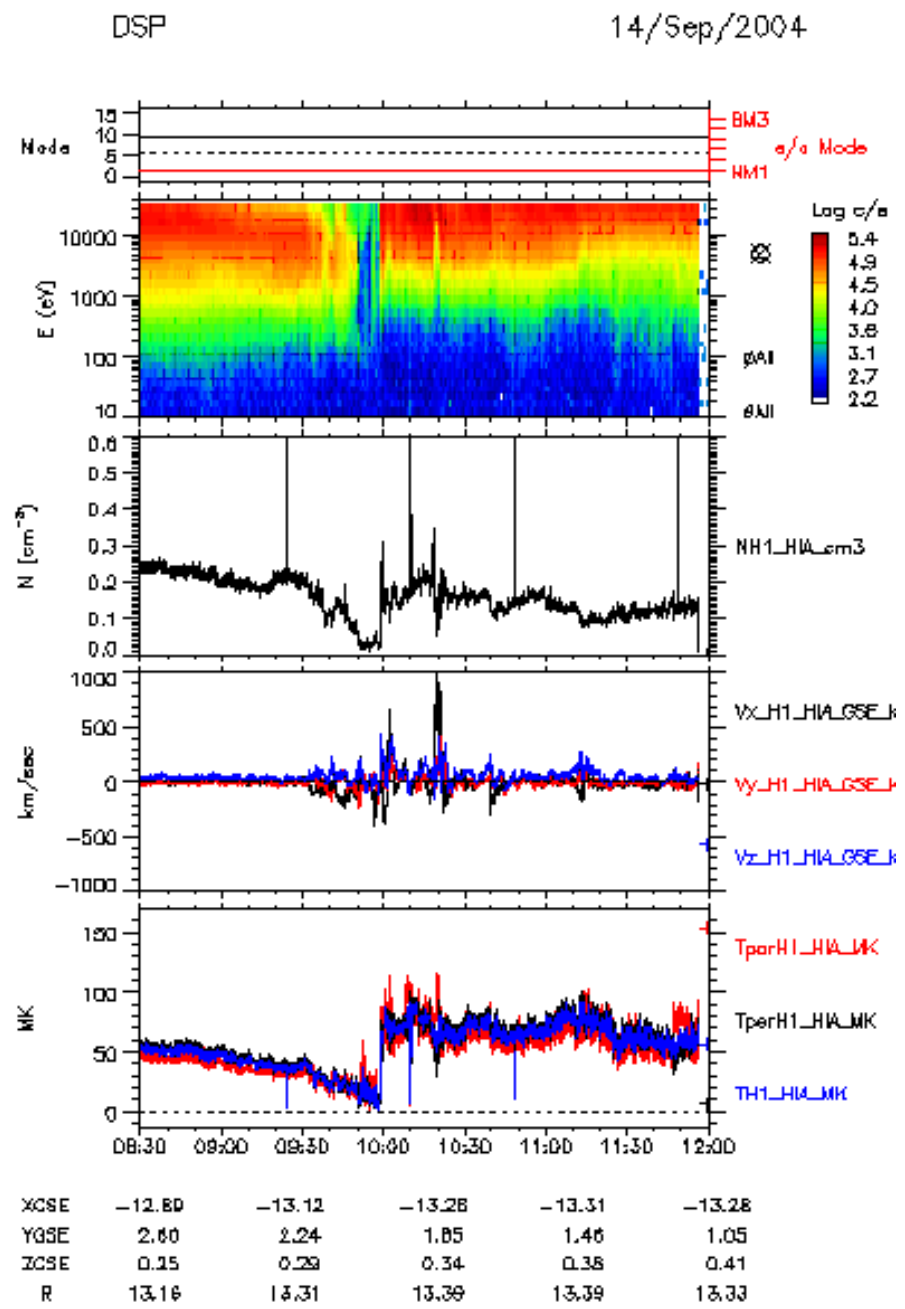 DSP 14/Sep/2004
15
10
5
0
Mode
BM3
s/c Mode
NM1
10000
1000
100
10
E (eV)
Log c/s
5.4
4.9
4.5
4.0
3.6
3.1
2.7
2.2
0.6
0.5
0.4
0.3
0.2
0.1
0.0
N [cm⁻³)
NH1_HIA_cm3
1000
500
0
-500
-1000
km/sec
Vx_H1_HIA_GSE_k
Vy_H1_HIA_GSE_k
Vz_H1_HIA_GSE_k
150
100
50
0
MK
TparH1_HIA_MK
TperH1_HIA_MK
TH1_HIA_MK
08:30 09:00 09:30 10:00 10:30 11:00 11:30 12:00
XGSE -12.89 -13.12 -13.26 -13.31 -13.28
YGSE 2.60 2.24 1.85 1.46 1.05
ZGSE 0.25 0.29 0.34 0.38 0.41
R 13.16 13.31 13.39 13.39 13.33